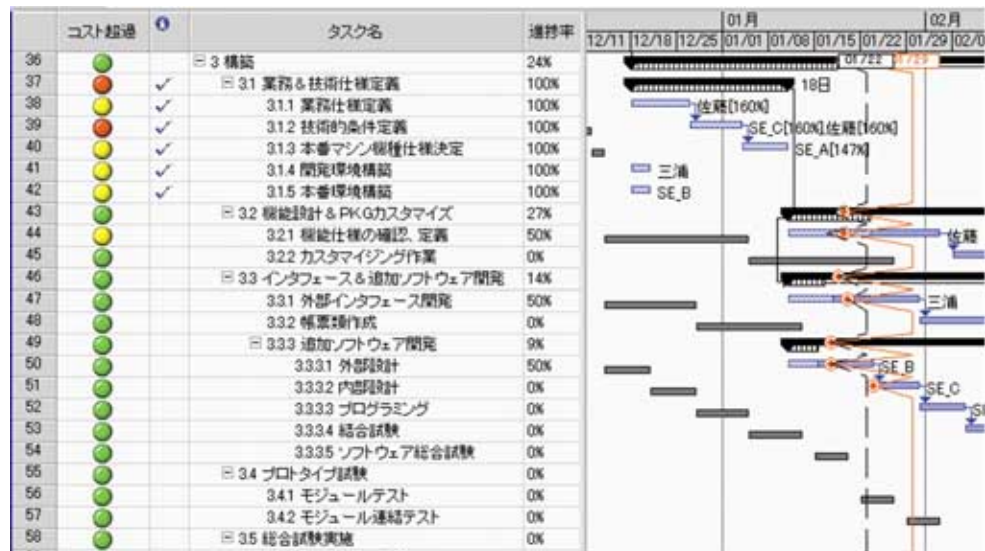 コスト超過 タスク名 進捗率
01月 02月
12/11 12/18 12/25 01/01 01/08 01/15 01/22 01/29 02/0
36 3 構築 24% 01/22 01/29
37 3.1 業務&技術仕様定義 100% 18日
38 3.1.1 業務仕様定義 100% 佐藤[160%]
39 3.1.2 技術的条件定義 100% SE_C[160%],佐藤[160%]
40 3.1.3 本番マシン機種仕様決定 100% SE_A[147%]
41 3.1.4 開発環境構築 100% 三浦
42 3.1.5 本番環境構築 100% SE_B
43 3.2 機能設計&PKGカスタマイズ 27%
44 3.2.1 機能仕様の確認、定義 50% 佐藤
45 3.2.2 カスタマイジング作業 0%
46 3.3 インタフェース&追加ソフトウェア開発 14%
47 3.3.1 外部インタフェース開発 50% 三浦
48 3.3.2 帳票類作成 0%
49 3.3.3 追加ソフトウェア開発 9%
50 3.3.3.1 外部設計 50% SE_B
51 3.3.3.2 内部設計 0% SE_C
52 3.3.3.3 プログラミング 0% SE
53 3.3.3.4 結合試験 0%
54 3.3.3.5 ソフトウェア総合試験 0%
55 3.4 プロトタイプ試験 0%
56 3.4.1 モジュールテスト 0%
57 3.4.2 モジュール連結テスト 0%
58 3.5 総合試験実施 0%